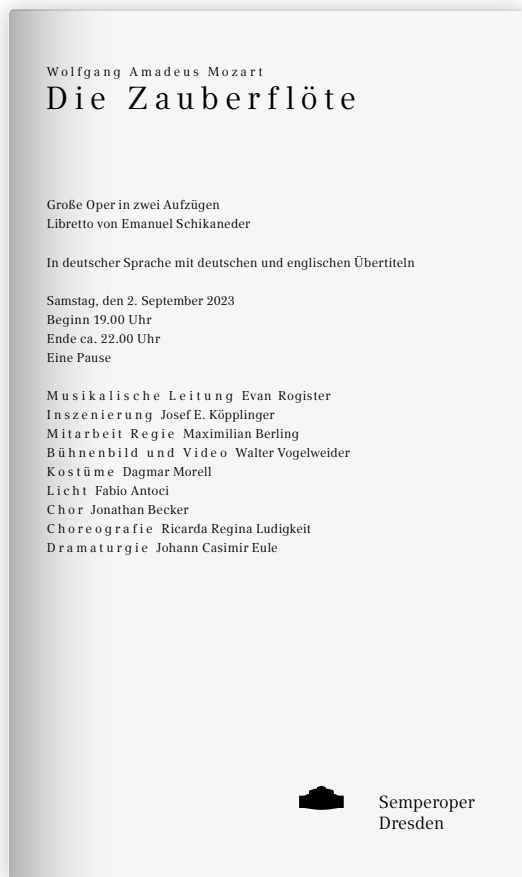 Wolfgang Amadeus Mozart
Die Zauberflöte
Große Oper in zwei Aufzügen
Libretto von Emanuel Schikaneder
In deutscher Sprache mit deutschen und englischen Übertiteln
Samstag, den 2. September 2023
Beginn 19.00 Uhr
Ende ca. 22.00 Uhr
Eine Pause
Musikalische Leitung Evan Rogister
Inszenierung Josef E. Köpplinger
Mitarbeit Regie Maximilian Berling
Bühnenbild und Video Walter Vogelweider
Kostüme Dagmar Morell
Licht Fabio Antoci
Chor Jonathan Becker
Choreografie Ricarda Regina Ludigkeit
Dramaturgie Johann Casimir Eule
Semperoper
Dresden